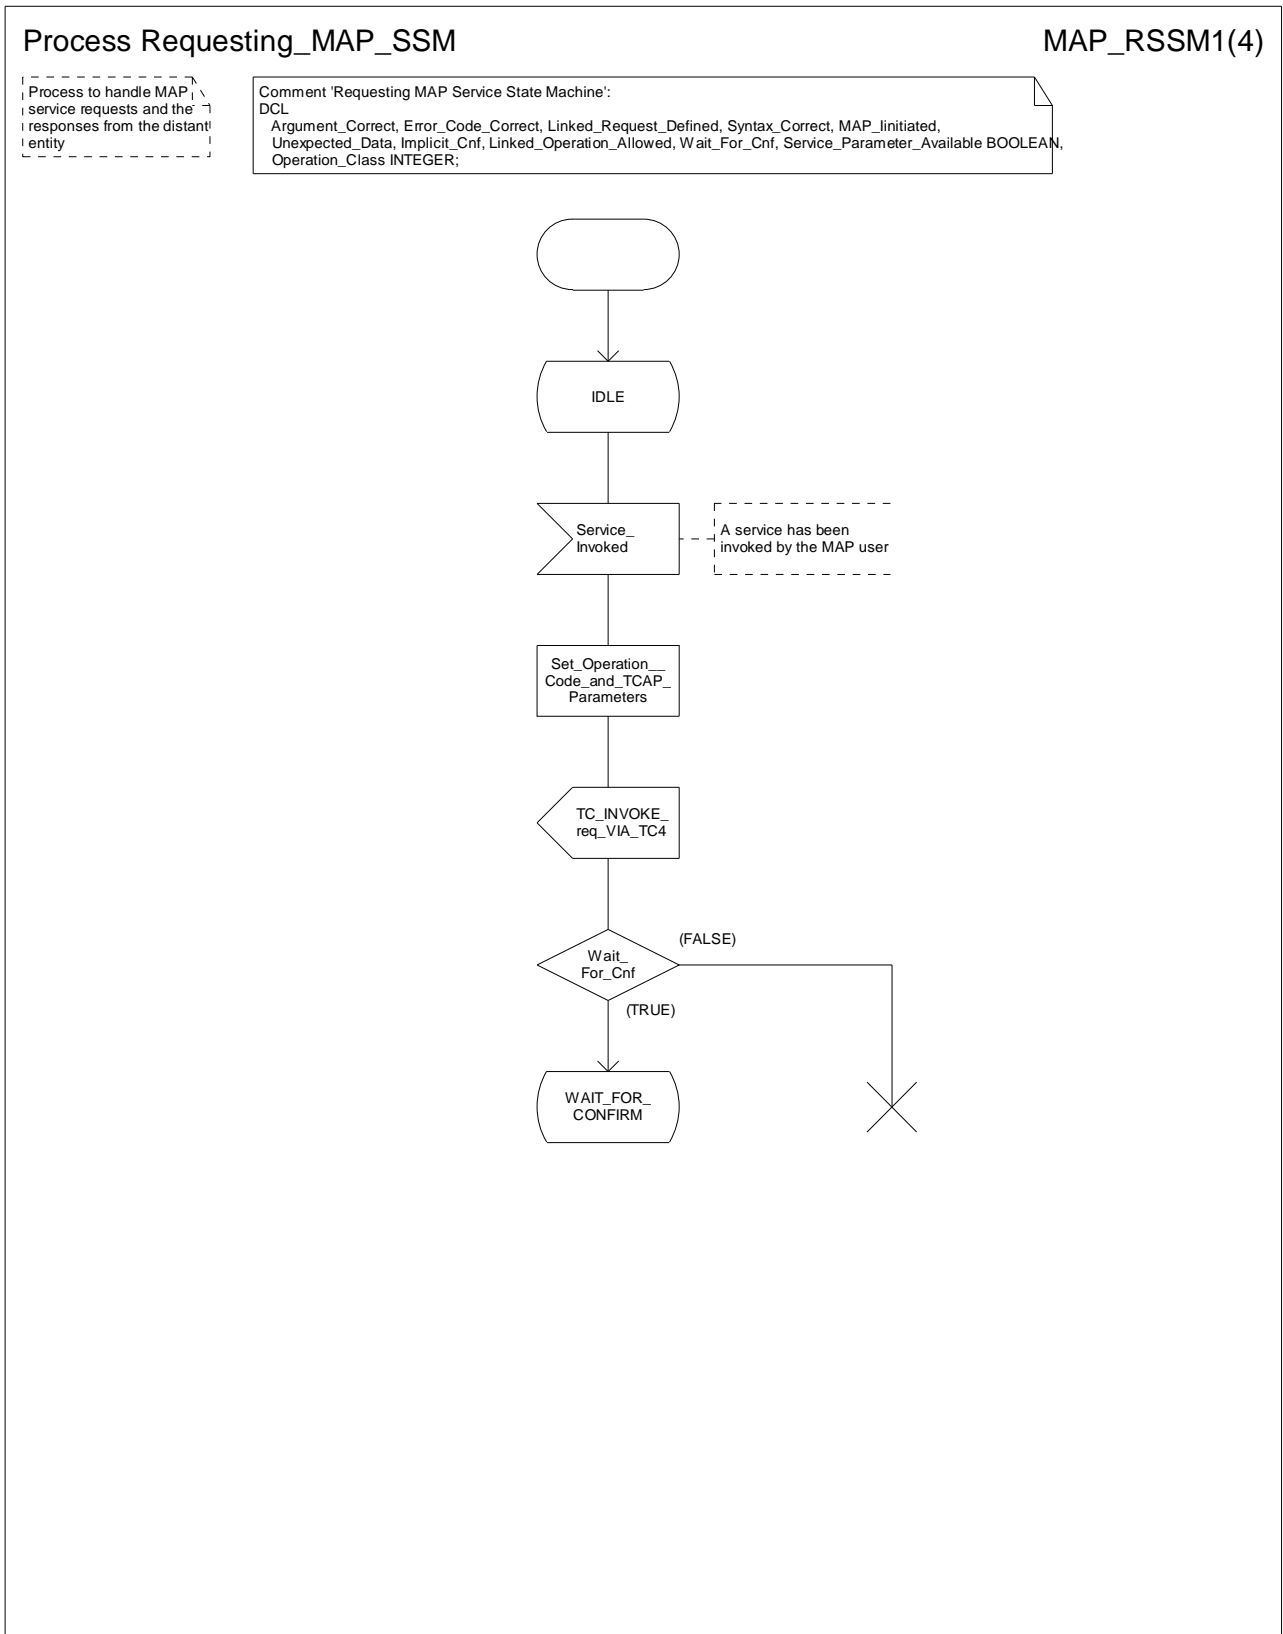 Process Requesting_MAP_SSM
MAP_RSSM1(4)
Process to handle MAP
service requests and the
responses from the distant
entity
Comment 'Requesting MAP Service State Machine':
DCL
Argument_Correct, Error_Code_Correct, Linked_Request_Defined, Syntax_Correct, MAP_Iinitiated,
Unexpected_Data, Implicit_Cnf, Linked_Operation_Allowed, Wait_For_Cnf, Service_Parameter_Available BOOLEAN,
Operation_Class INTEGER;
IDLE
Service_
Invoked
A service has been
invoked by the MAP user
Set_Operation__
Code_and_TCAP_
Parameters
TC_INVOKE_
req_VIA_TC4
Wait_
For_Cnf
(FALSE)
(TRUE)
WAIT_FOR_
CONFIRM